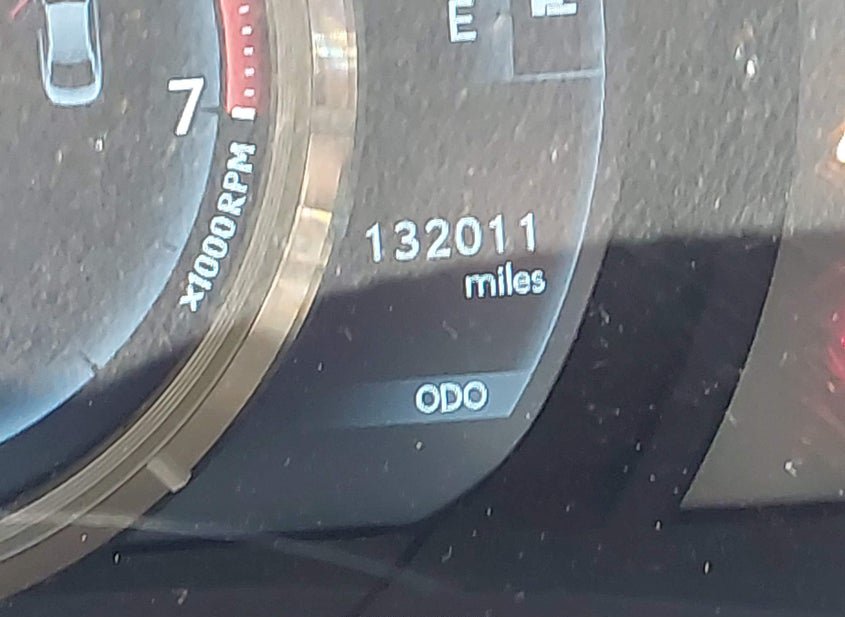 E
7
x1000RPM
132011
miles
ODO